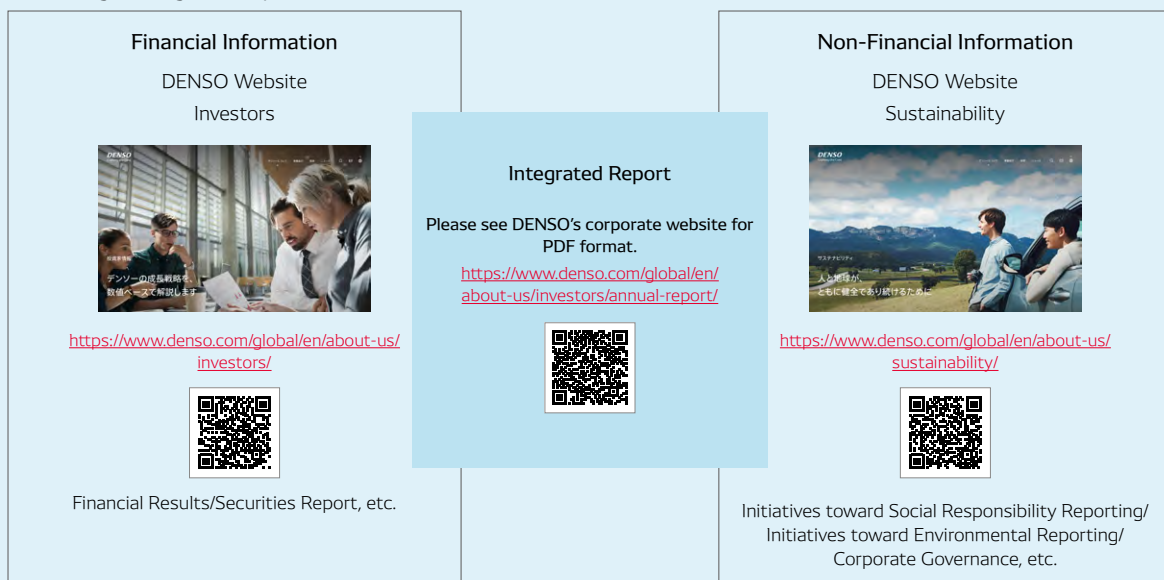 Financial Information
DENSO Website
Investors
DENSO
財務業情報
デンソーの成長戦略を、
数値ベースで解説します
https://www.denso.com/global/en/about-us/
investors/
Financial Results/Securities Report, etc.
Integrated Report
Please see DENSO’s corporate website for
PDF format.
https://www.denso.com/global/en/
about-us/investors/annual-report/
Non-Financial Information
DENSO Website
Sustainability
DENSO
サステナビリティ
人と地球が、
ともに健全であり続けるために
https://www.denso.com/global/en/about-us/
sustainability/
Initiatives toward Social Responsibility Reporting/
Initiatives toward Environmental Reporting/
Corporate Governance, etc.